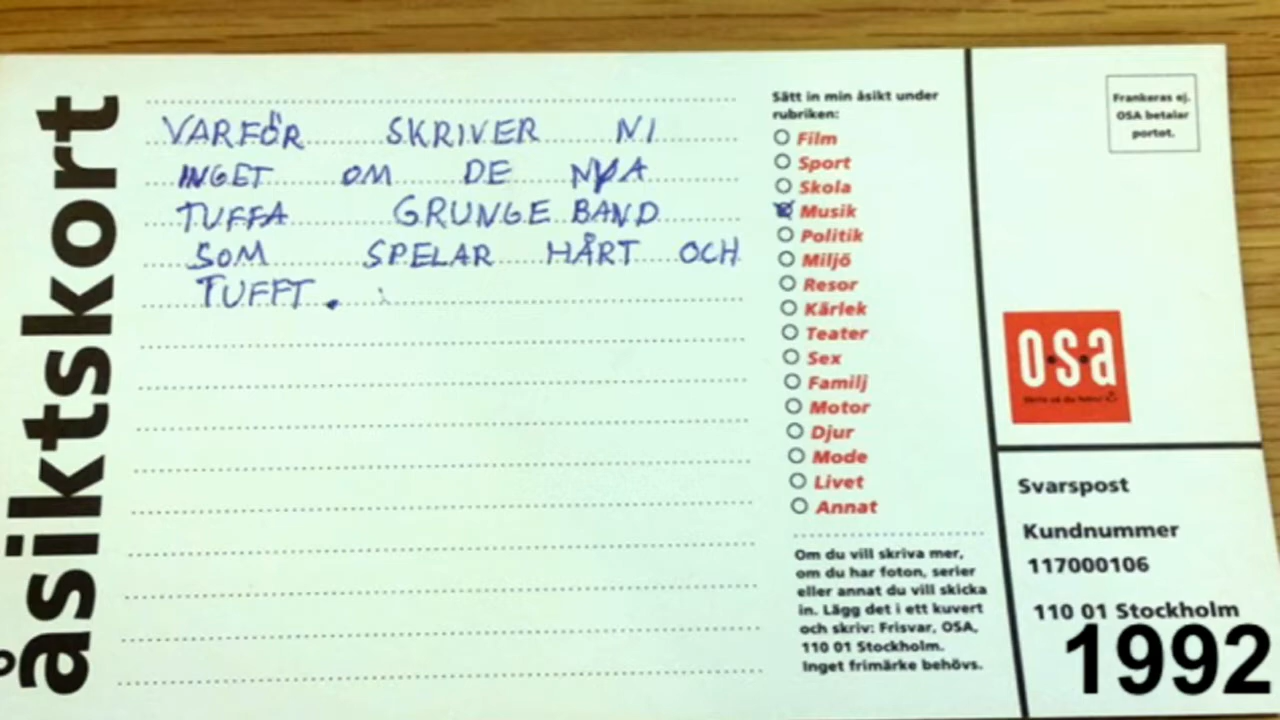 åsiktskort
VARFÖR SKRIVER NI
INGET OM DE NYA
TUFFA GRUNGE BAND
SOM SPELAR HÅRT OCH
TUFFT.
Sätt in min åsikt under
rubriken:
Film
Sport
Skola
Musik
Politik
Miljö
Resor
Kärlek
Teater
Sex
Familj
Motor
Djur
Mode
Livet
Annat
Om du vill skriva mer,
om du har foton, serier
eller annat du vill skicka
in. Lägg det i ett kuvert
och skriv: Frisvar, OSA,
110 01 Stockholm.
Inget frimärke behövs.
Frankeras ej.
OSA betalar
portot.
o.s.a
Svarspost
Kundnummer
117000106
110 01 Stockholm
1992